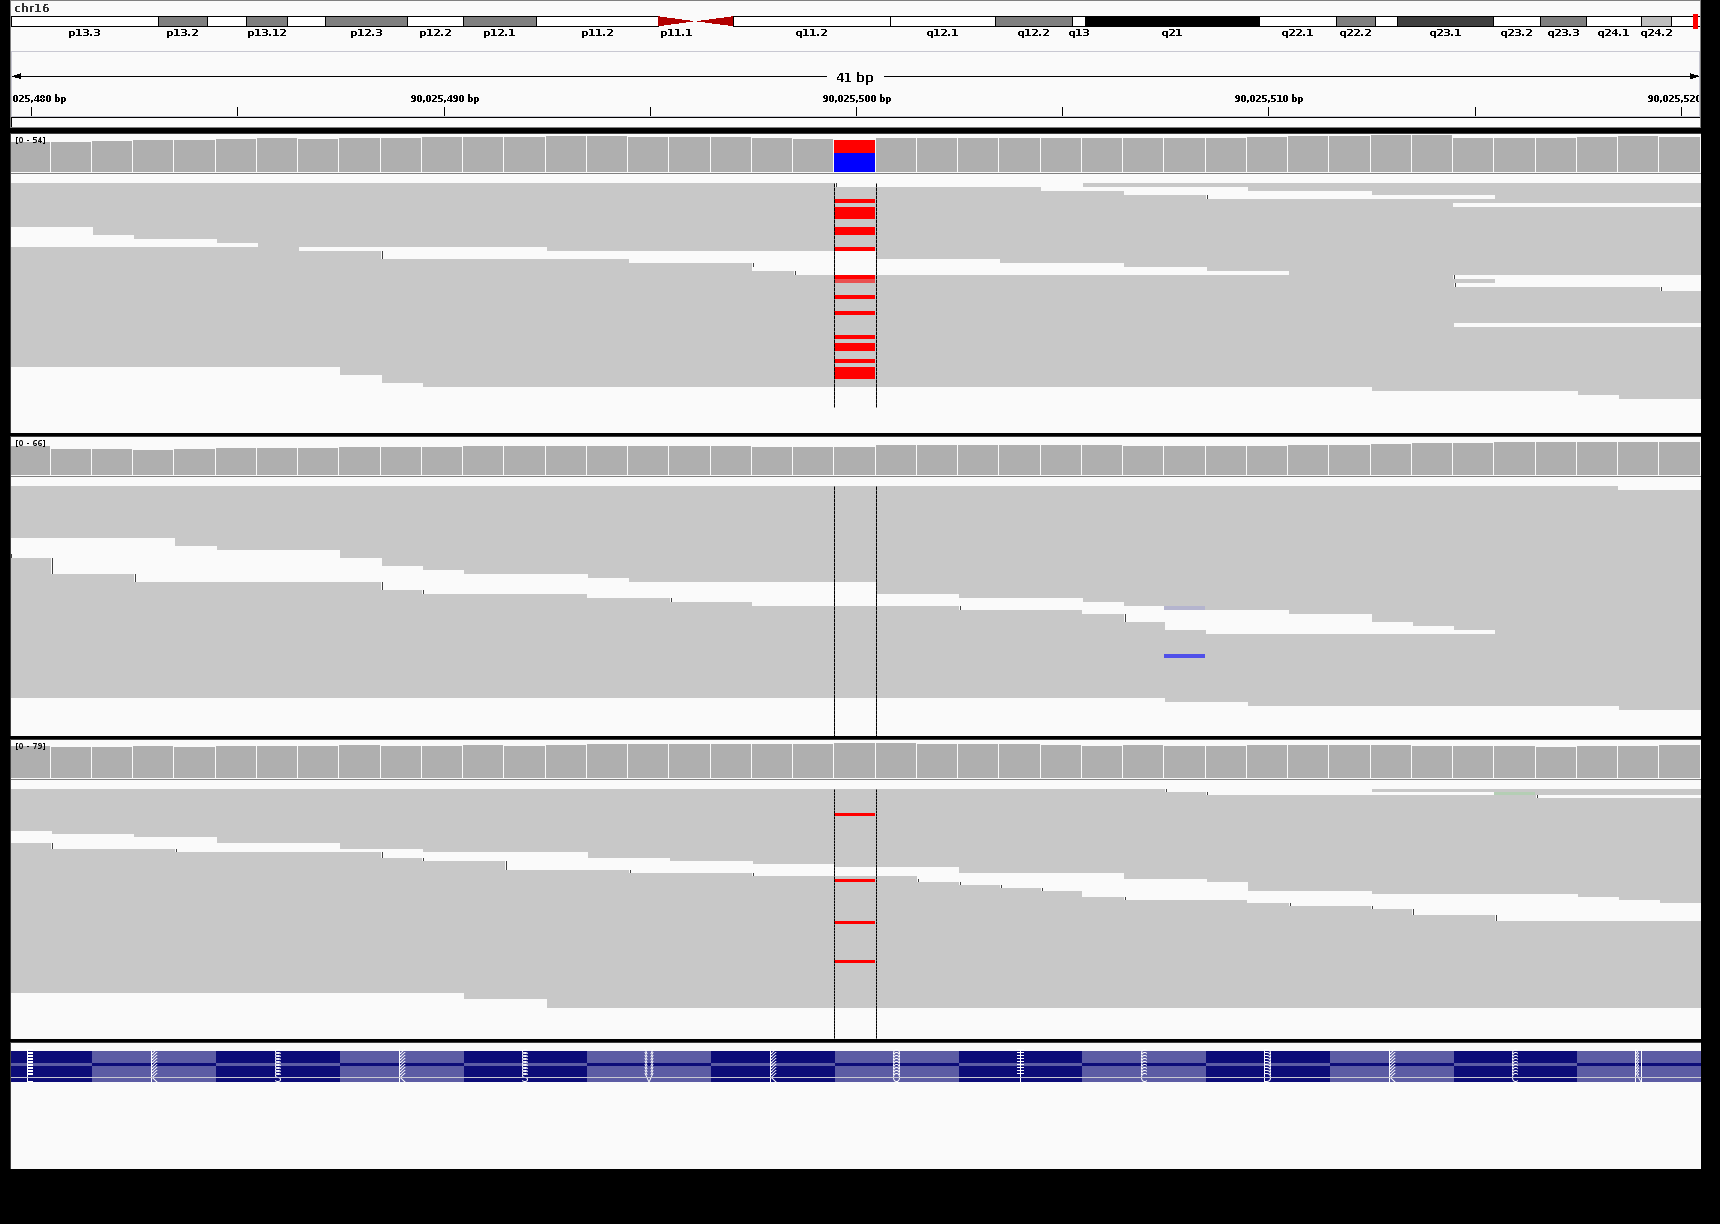 chr16
p13.3 p13.2 p13.12 p12.3 p12.2 p12.1 p11.2 p11.1 q11.2 q12.1 q12.2 q13 q21 q22.1 q22.2 q23.1 q23.2 q23.3 q24.1 q24.2
41 bp
025,480 bp 90,025,490 bp 90,025,500 bp 90,025,510 bp 90,025,520
[0 - 54]
[0 - 66]
[0 - 79]